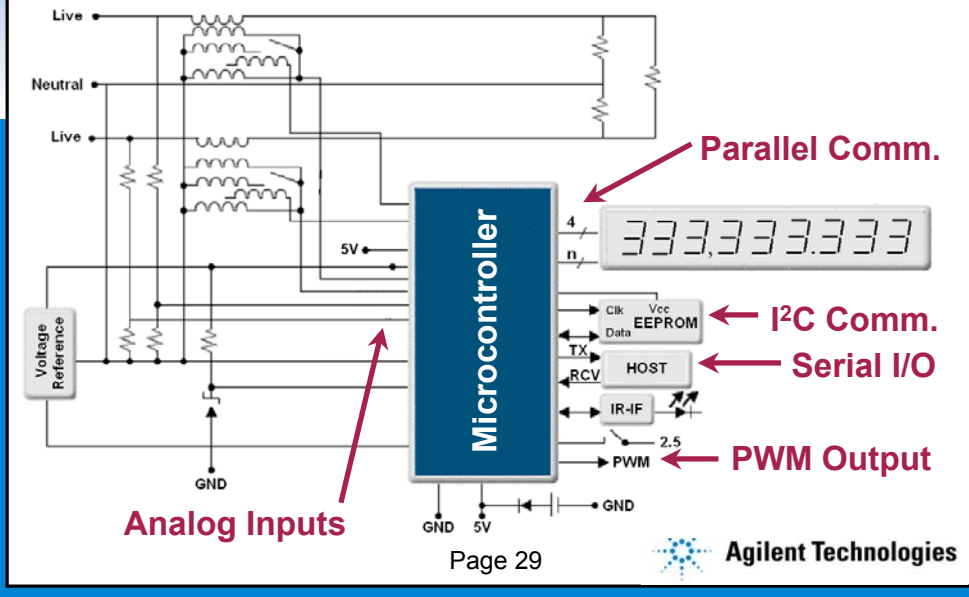 Live
Neutral
Live
Parallel Comm.
4
n
333,333.333
5V
Microcontroller
Clk
Vcc
EEPROM
Data
I²C Comm.
TX
RCV
HOST
Serial I/O
IR-IF
2.5
PWM
PWM Output
Voltage
Reference
GND
Analog Inputs
GND
5V
GND
Page 29
Agilent Technologies